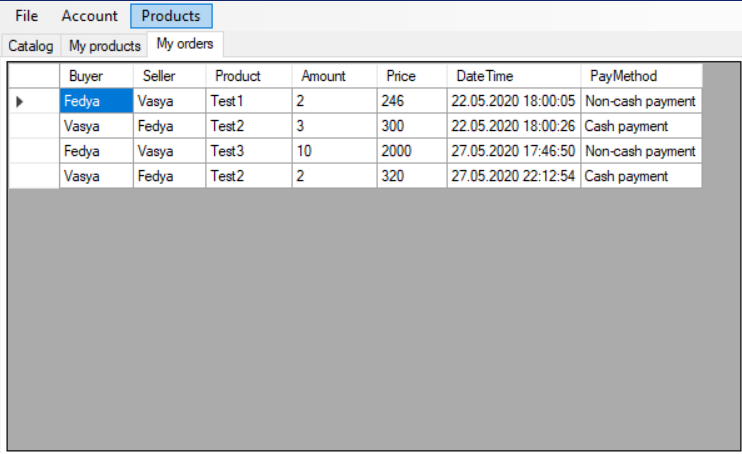 File Account Products
Catalog My products My orders
Buyer Seller Product Amount Price DateTime PayMethod
Fedya Vasya Test1 2 246 22.05.2020 18:00:05 Non-cash payment
Vasya Fedya Test2 3 300 22.05.2020 18:00:26 Cash payment
Fedya Vasya Test3 10 2000 27.05.2020 17:46:50 Non-cash payment
Vasya Fedya Test2 2 320 27.05.2020 22:12:54 Cash payment